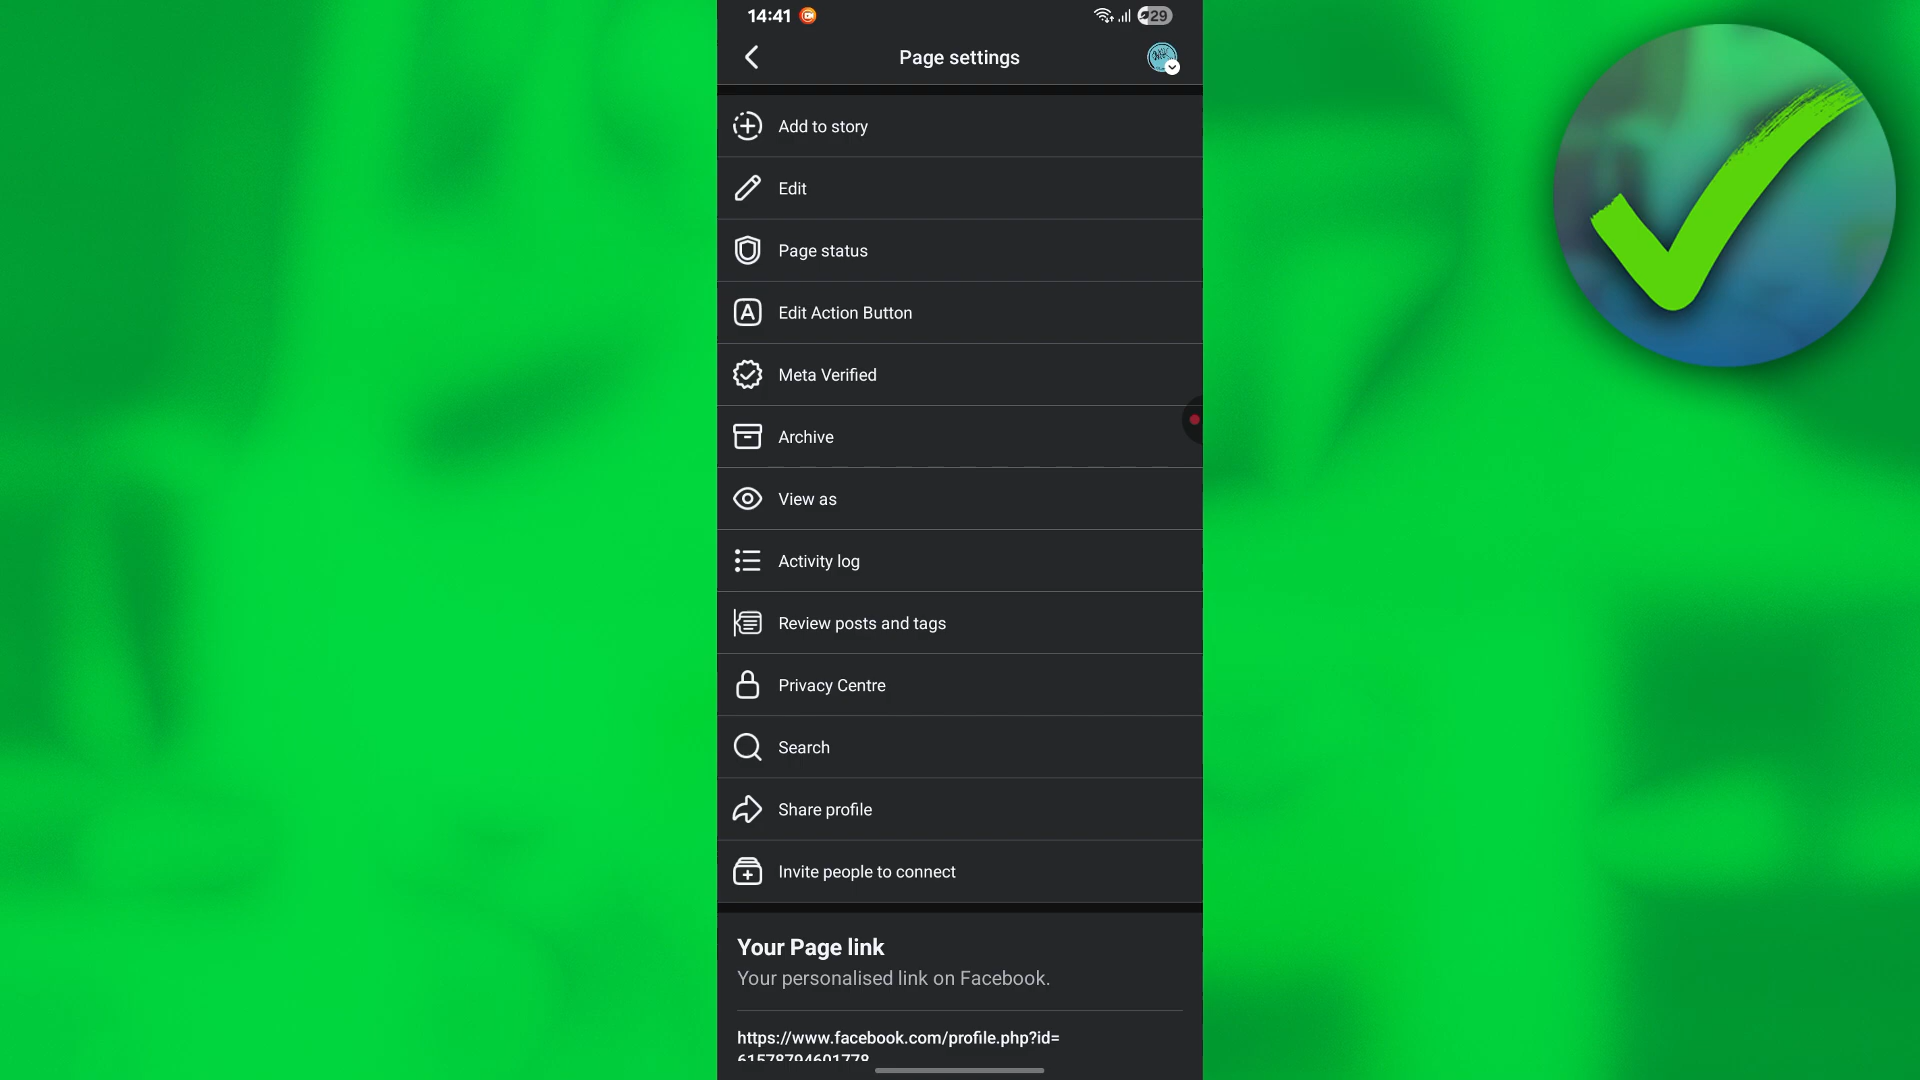 14:41
29
Page settings
Add to story
Edit
Page status
Edit Action Button
Meta Verified
Archive
View as
Activity log
Review posts and tags
Privacy Centre
Search
Share profile
Invite people to connect
Your Page link
Your personalised link on Facebook.
https://www.facebook.com/profile.php?id=
61578794601778